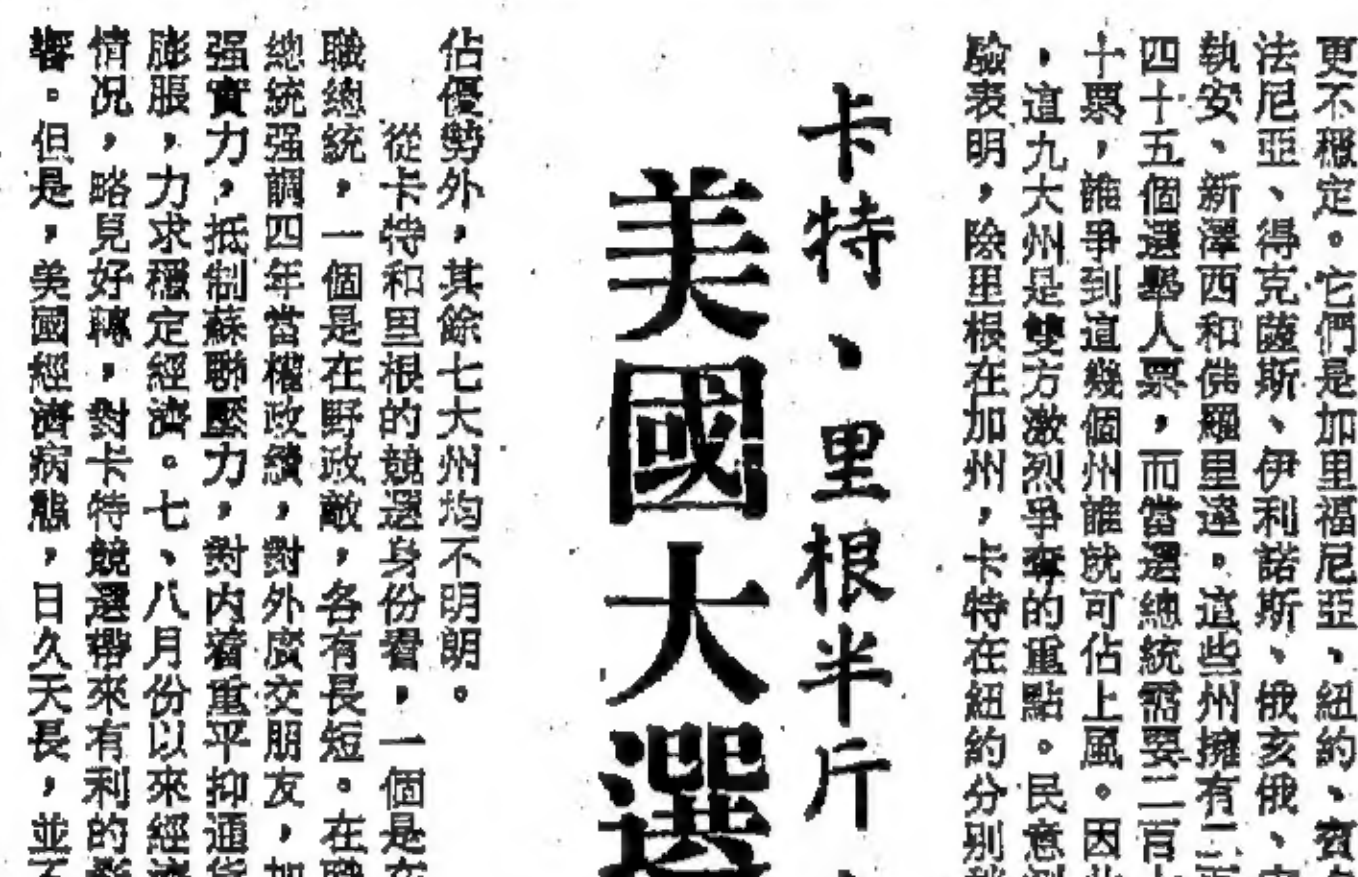 更不穩定。它們是加里福尼亞、紐約、賓
法尼亞、得克薩斯、伊利諾斯、俄亥俄、
執安、新澤西和佛羅里達。這些州擁有二
四十五個選舉人票，而當選總統需要二百
十票，誰爭到這幾個州誰就可佔上風。因
，這九大州是雙方激烈爭奪的重點。民意
驗表明，除里根在加州，卡特在紐約分別
卡特、里根半斤
美國大選
佔優勢外，其餘七大州均不明朗。
從卡特和里根的競選身份看，一個是在
職總統，一個是在野政敵，各有長短。在職
總統强調四年當權政績，對外廣交朋友，加
强實力，抵制蘇聯壓力，對内着重平抑通貨
膨脹，力求穩定經濟。七、八月份以來經濟
情况，略見好轉，對卡特競選帶來有利的影
響。但是，美國經濟病態，日久天長，並不